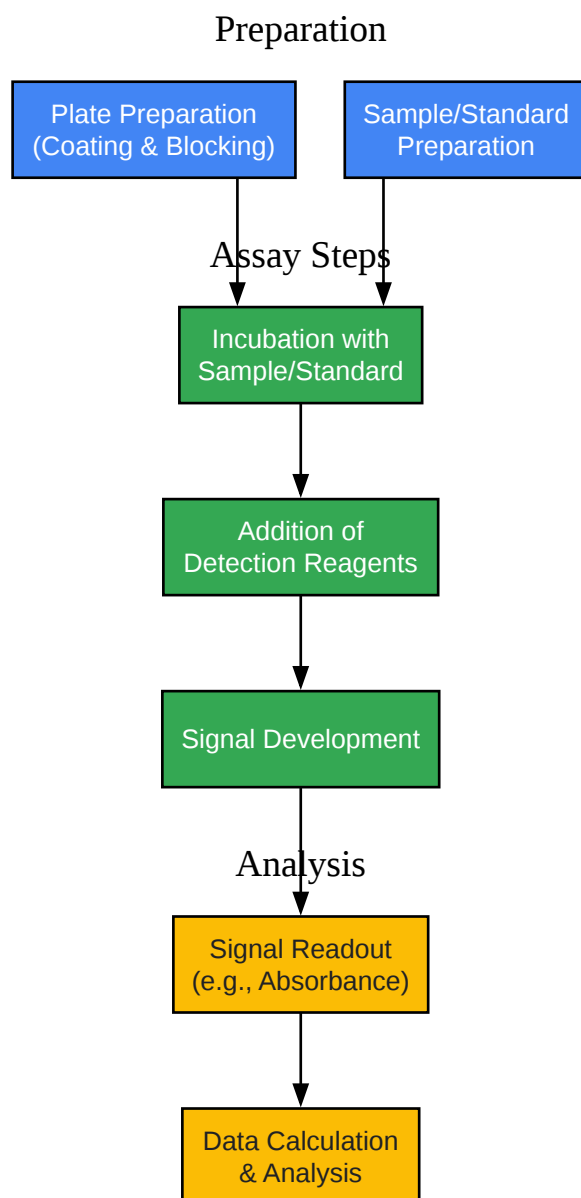 Preparation
Plate Preparation
(Coating & Blocking)
Sample/Standard
Preparation
Assay Steps
Incubation with
Sample/Standard
Addition of
Detection Reagents
Signal Development
Analysis
Signal Readout
(e.g., Absorbance)
Data Calculation
& Analysis